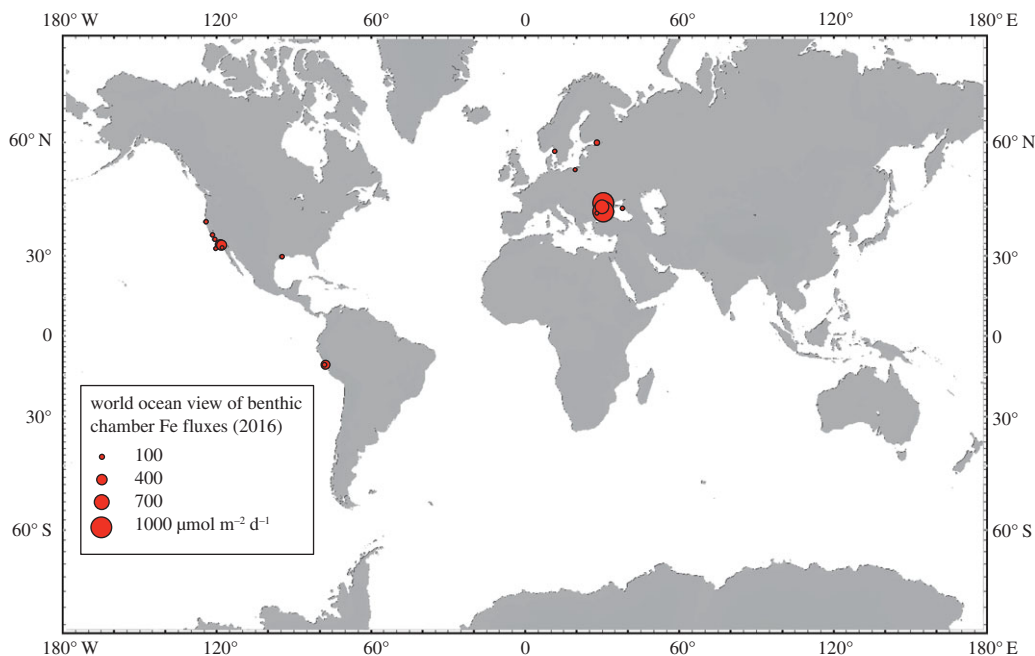 180° W 120° 60° 0 60° 120° 180° E
60° N 60° N
30° 30°
0 0
30° 30°
60° S 60° S
world ocean view of benthic
chamber Fe fluxes (2016)
100
400
700
1000 µmol m⁻² d⁻¹
180° W 120° 60° 0 60° 120° 180° E